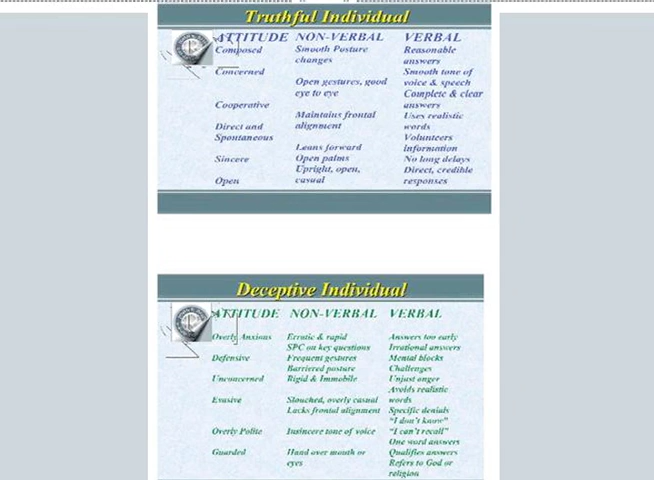 Truthful Individual
ATTITUDE NON-VERBAL VERBAL
Composed Smooth Posture Reasonable
changes answers
Concerned Smooth tone of
Open gestures, good voice & speech
eye to eye Complete & clear
Cooperative answers
Maintains frontal Uses realistic
Direct and alignment words
Spontaneous Volunteers
Leans forward information
Sincere Open palms No long delays
Upright, open, Direct, credible
Open casual responses
Deceptive Individual
ATTITUDE NON-VERBAL VERBAL
Overly Anxious Erratic & rapid Answers too early
SPC on key questions Irrational answers
Defensive Frequent gestures Mental blocks
Barriered posture Challenges
Unconcerned Rigid & Immobile Unjust anger
Avoids realistic
Evasive Slouched, overly casual words
Lacks frontal alignment Specific denials
"I don't know"
Overly Polite Insincere tone of voice "I can't recall"
One word answers
Guarded Hand over mouth or Qualifies answers
eyes Refers to God or
religion